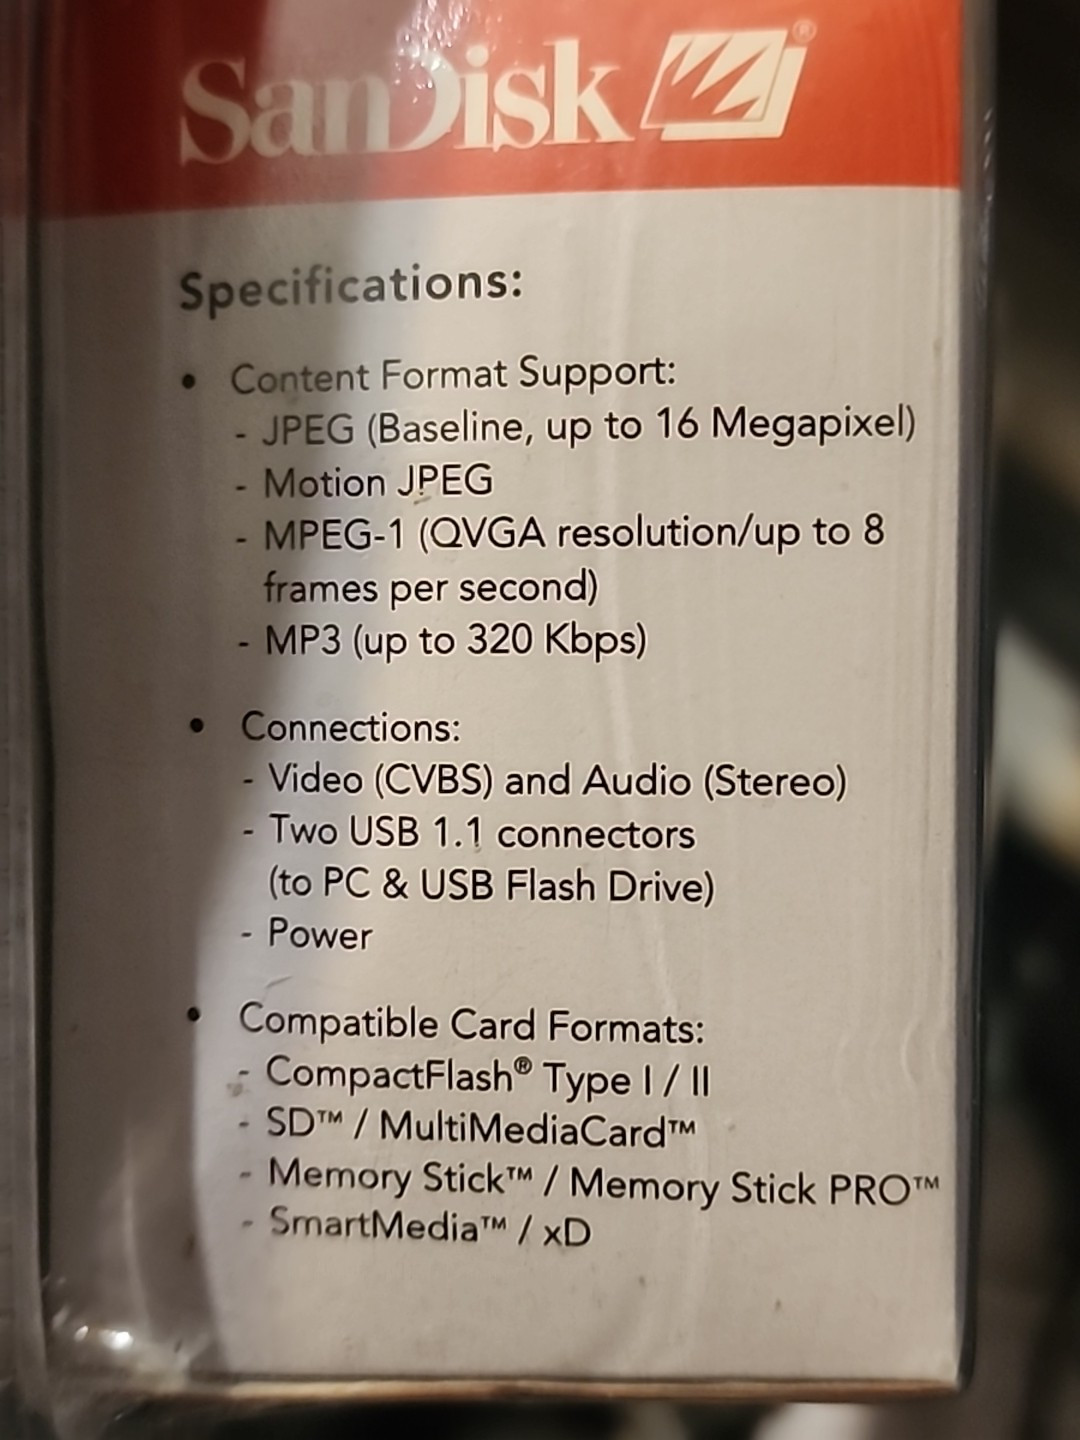 SanDisk ®
Specifications:
• Content Format Support:
- JPEG (Baseline, up to 16 Megapixel)
- Motion JPEG
- MPEG-1 (QVGA resolution/up to 8
frames per second)
- MP3 (up to 320 Kbps)
• Connections:
- Video (CVBS) and Audio (Stereo)
- Two USB 1.1 connectors
(to PC & USB Flash Drive)
- Power
• Compatible Card Formats:
- CompactFlash® Type I / II
- SD™ / MultiMediaCard™
- Memory Stick™ / Memory Stick PRO™
- SmartMedia™ / xD